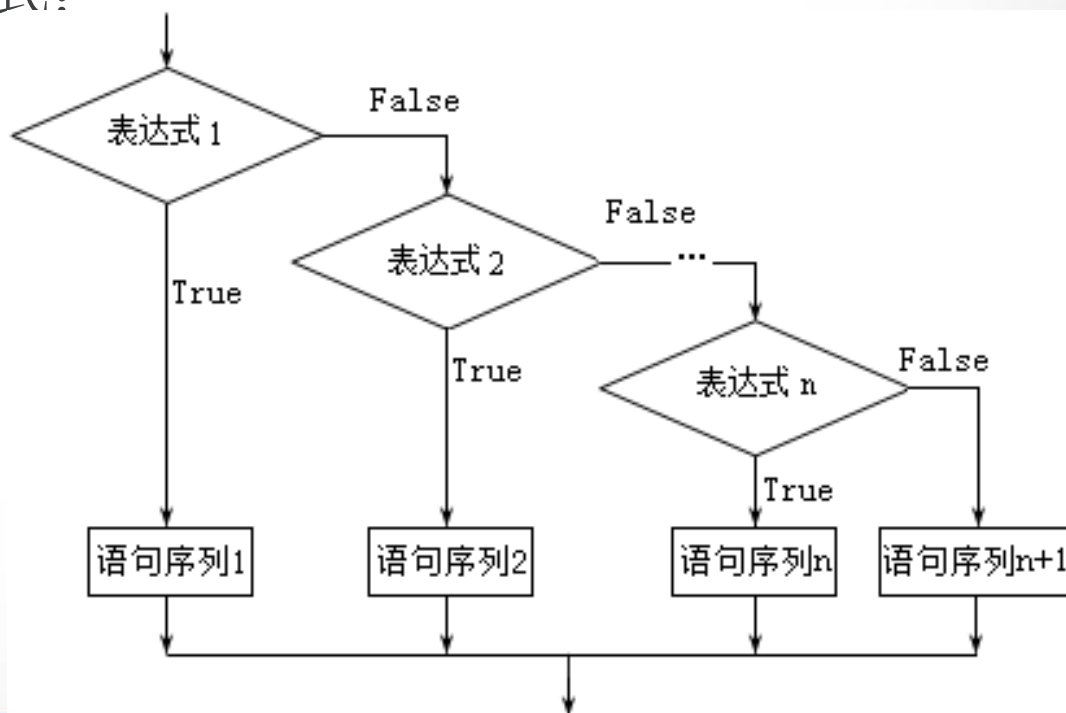 False
表达式 1
False
表达式 2
...
True
False
True
表达式 n
True
语句序列1
语句序列2
语句序列n
语句序列n+1